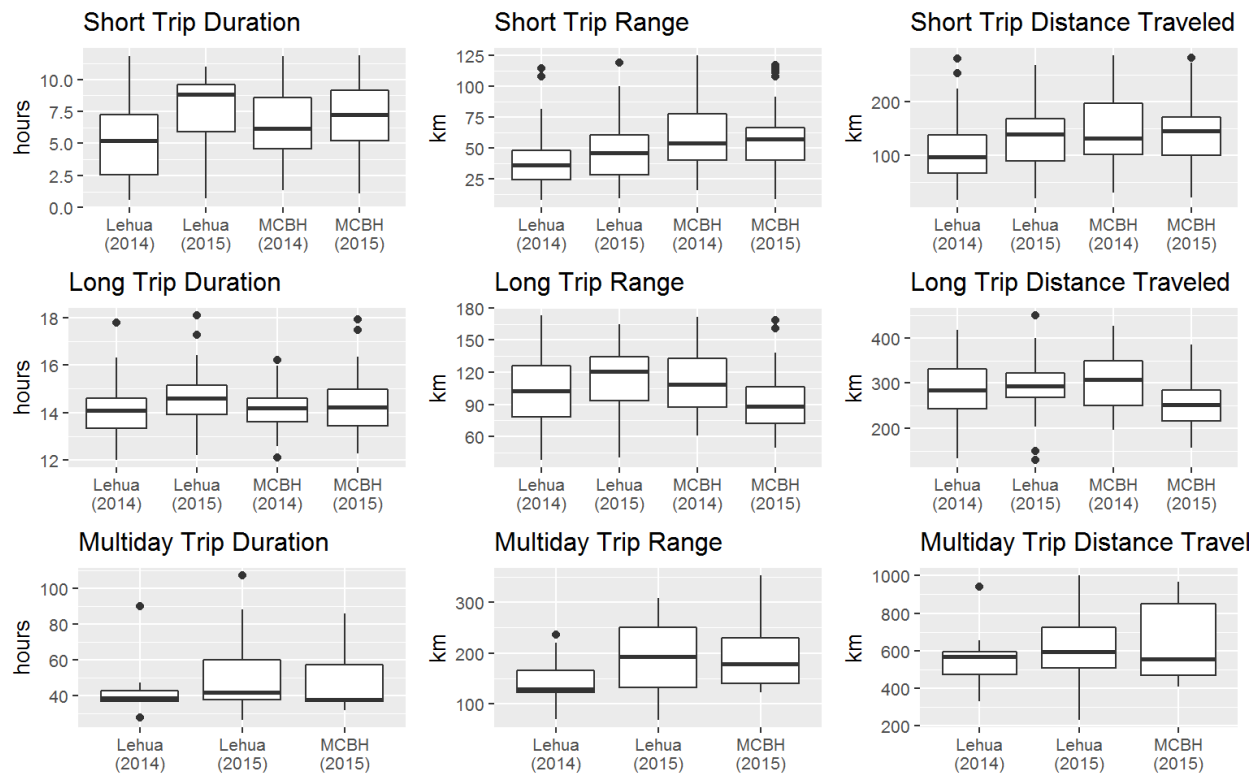 Short Trip Duration
hours
10.0
7.5
5.0
2.5
0.0
Lehua
(2014)
Lehua
(2015)
MCBH
(2014)
MCBH
(2015)
Short Trip Range
km
125
100
75
50
25
Lehua
(2014)
Lehua
(2015)
MCBH
(2014)
MCBH
(2015)
Short Trip Distance Traveled
km
200
100
Lehua
(2014)
Lehua
(2015)
MCBH
(2014)
MCBH
(2015)
Long Trip Duration
hours
18
16
14
12
Lehua
(2014)
Lehua
(2015)
MCBH
(2014)
MCBH
(2015)
Long Trip Range
km
180
150
120
90
60
Lehua
(2014)
Lehua
(2015)
MCBH
(2014)
MCBH
(2015)
Long Trip Distance Traveled
km
400
300
200
Lehua
(2014)
Lehua
(2015)
MCBH
(2014)
MCBH
(2015)
Multiday Trip Duration
hours
100
80
60
40
Lehua
(2014)
Lehua
(2015)
MCBH
(2015)
Multiday Trip Range
km
300
200
100
Lehua
(2014)
Lehua
(2015)
MCBH
(2015)
Multiday Trip Distance Travel
km
1000
800
600
400
200
Lehua
(2014)
Lehua
(2015)
MCBH
(2015)